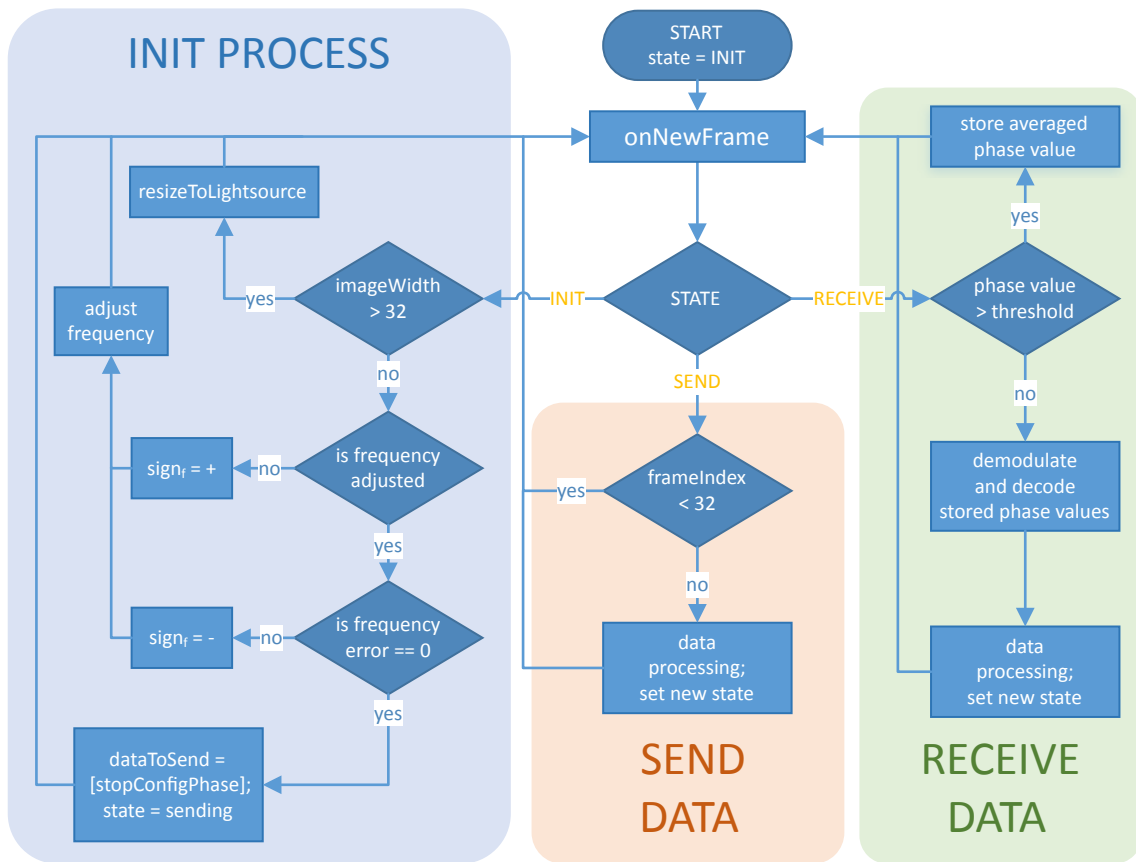 INIT PROCESS
START
state = INIT
onNewFrame
store averaged
phase value
resizeToLightsource
yes
imageWidth
> 32
yes
INIT
STATE
RECEIVE
phase value
> threshold
adjust
frequency
no
SEND
no
is frequency
adjusted
no
sign_f = +
frameIndex
< 32
yes
demodulate
and decode
stored phase values
yes
no
is frequency
error == 0
no
sign_f = -
data
processing;
set new state
data
processing;
set new state
yes
dataToSend =
[stopConfigPhase];
state = sending
SEND
DATA
RECEIVE
DATA